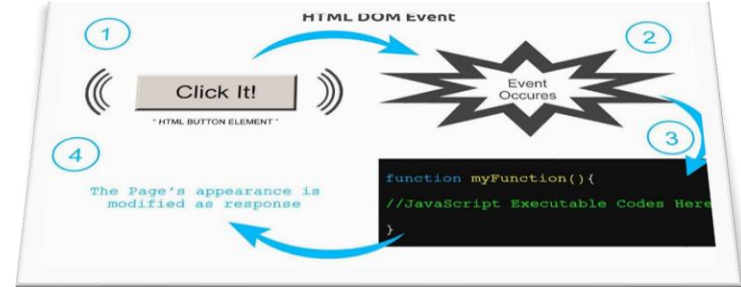 HTML DOM Event
1
2
Click It!
Event
Occures
" HTML BUTTON ELEMENT "
3
4
function myFunction(){
//JavaScript Executable Codes Here
}
The Page's appearance is
modified as response